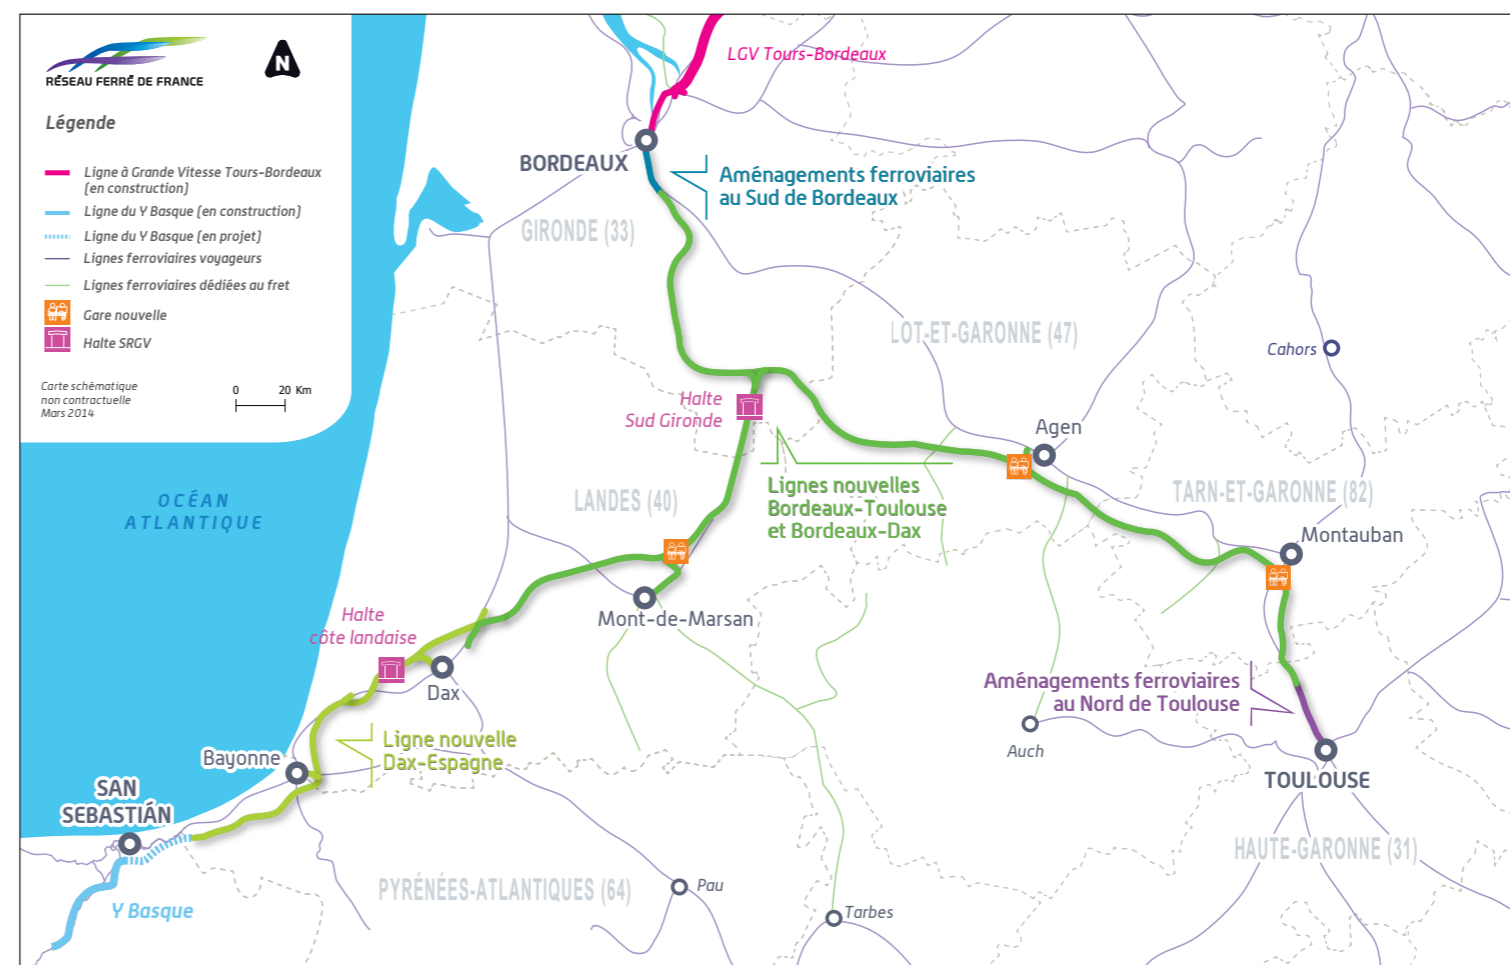 RÉSEAU FERRÉ DE FRANCE
N
Légende
Ligne à Grande Vitesse Tours-Bordeaux
(en construction)
Ligne du Y Basque (en construction)
Ligne du Y Basque (en projet)
Lignes ferroviaires voyageurs
Lignes ferroviaires dédiées au fret
Gare nouvelle
Halte SRGV
Carte schématique
non contractuelle
Mars 2014
0 20 Km
LGV Tours-Bordeaux
BORDEAUX
Aménagements ferroviaires
au Sud de Bordeaux
GIRONDE (33)
LOT-ET-GARONNE (47)
Cahors
Halte
Sud Gironde
Agen
OCÉAN
ATLANTIQUE
LANDES (40)
Lignes nouvelles
Bordeaux-Toulouse
et Bordeaux-Dax
TARN-ET-GARONNE (82)
Montauban
Halte
côte landaise
Mont-de-Marsan
Dax
Aménagements ferroviaires
au Nord de Toulouse
Auch
Ligne nouvelle
Dax-Espagne
Bayonne
TOULOUSE
SAN
SEBASTIÁN
HAUTE-GARONNE (31)
PYRÉNÉES-ATLANTIQUES (64)
Pau
Y Basque
Tarbes